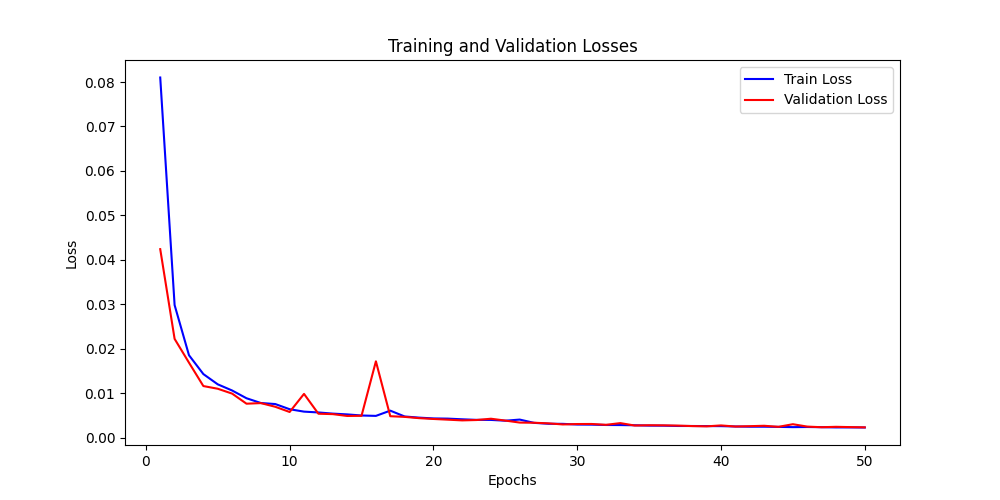 Training and Validation Losses
Train Loss
Validation Loss
0.08
0.07
0.06
0.05
0.04
0.03
0.02
0.01
0.00
Loss
0 10 20 30 40 50
Epochs